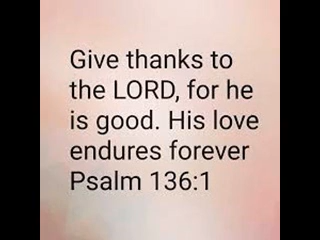 Give thanks to
the LORD, for he
is good. His love
endures forever
Psalm 136:1